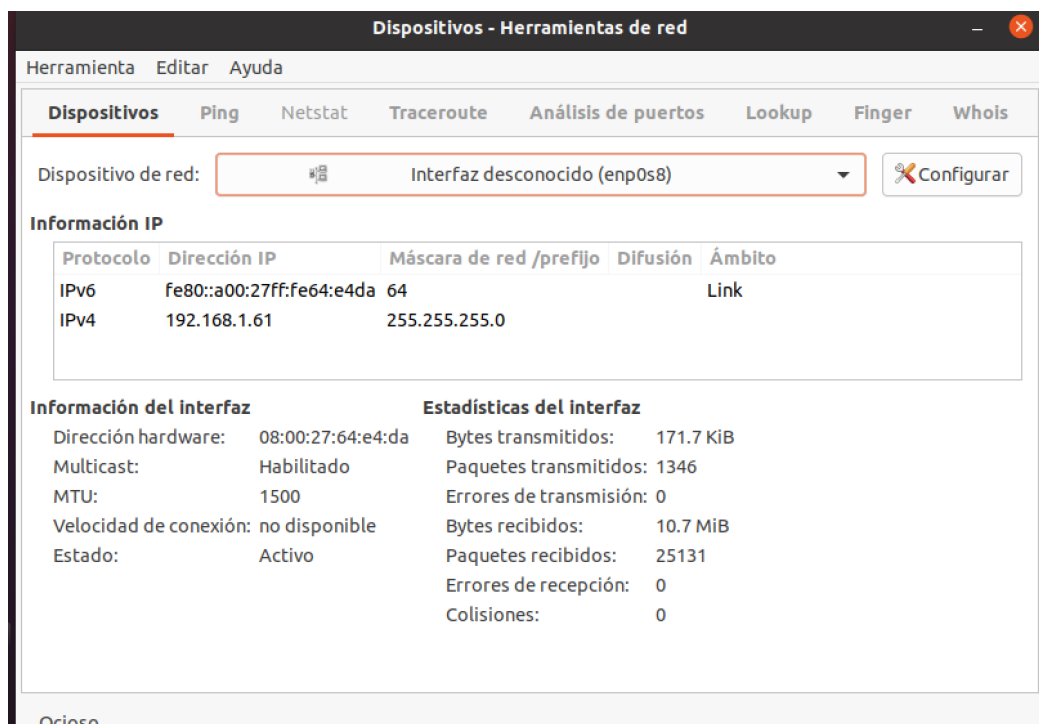 Dispositivos - Herramientas de red
Herramienta Editar Ayuda
Dispositivos Ping Netstat Traceroute Análisis de puertos Lookup Finger Whois
Dispositivo de red: Interfaz desconocido (enp0s8) Configurar
Información IP
Protocolo Dirección IP Máscara de red /prefijo Difusión Ámbito
IPv6 fe80::a00:27ff:fe64:e4da 64 Link
IPv4 192.168.1.61 255.255.255.0
Información del interfaz Estadísticas del interfaz
Dirección hardware: 08:00:27:64:e4:da Bytes transmitidos: 171.7 KiB
Multicast: Habilitado Paquetes transmitidos: 1346
MTU: 1500 Errores de transmisión: 0
Velocidad de conexión: no disponible Bytes recibidos: 10.7 MiB
Estado: Activo Paquetes recibidos: 25131
Errores de recepción: 0
Colisiones: 0
Ocioso